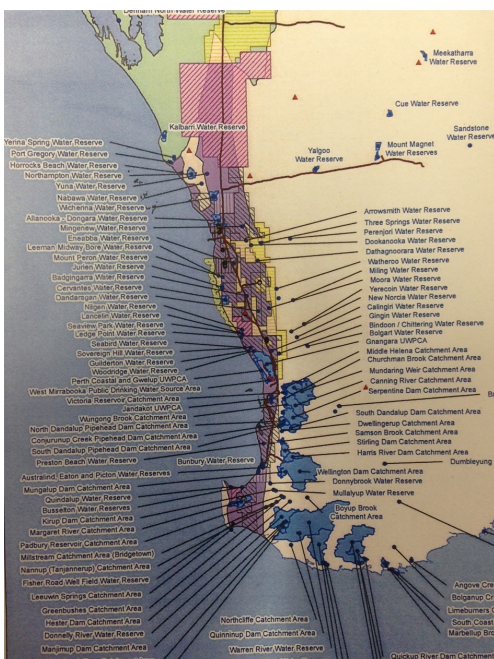 Denham North Water Reserve
Meekatharra
Water Reserve
Cue Water Reserve
Sandstone
Water Rese
Kalbarri Water Reserve
Mount Magnet
Water Reserves
Yalgoo
Water Reserve
Yerina Spring Water Reserve
Port Gregory Water Reserve
Horrocks Beach Water Reserve
Northampton Water Reserve
Yuna Water Reserve
Nabawa Water Reserve
Wicherina Water Reserve
Allanooka - Dongara Water Reserve
Mingenew Water Reserve
Eneabba Water Reserve
Leeman Midway Bore Water Reserve
Mount Peron Water Reserve
Jurien Water Reserve
Badgingarra Water Reserve
Cervantes Water Reserve
Dandaragan Water Reserve
Nilgen Water Reserve
Lancelin Water Reserve
Seaview Park Water Reserve
Ledge Point Water Reserve
Seabird Water Reserve
Sovereign Hill Water Reserve
Guilderton Water Reserve
Woodridge Water Reserve
Perth Coastal and Gwelup UWPCA
West Mirrabooka Public Drinking Water Source Area
Victoria Reservoir Catchment Area
Jandakot UWPCA
Wungong Brook Catchment Area
North Dandalup Pipehead Dam Catchment Area
Conjurunup Creek Pipehead Dam Catchment Area
South Dandalup Pipehead Dam Catchment Area
Preston Beach Water Reserve
Bunbury Water Reserve
Australind, Eaton and Picton Water Reserves
Mungalup Dam Catchment Area
Quindalup Water Reserve
Busselton Water Reserves
Kirup Dam Catchment Area
Margaret River Catchment Area
Padbury Reservoir Catchment Area
Millstream Catchment Area (Bridgetown)
Nannup (Tanjannerup) Catchment Area
Fisher Road Well Field Water Reserve
Leeuwin Springs Catchment Area
Greenbushes Catchment Area
Hester Dam Catchment Area
Donnelly River Water Reserve
Manjimup Dam Catchment Area
Arrowsmith Water Reserve
Three Springs Water Reserve
Perenjori Water Reserve
Dookanooka Water Reserve
Dathagnoorara Water Reserve
Watheroo Water Reserve
Miling Water Reserve
Moora Water Reserve
Yerecoin Water Reserve
New Norcia Water Reserve
Calingiri Water Reserve
Gingin Water Reserve
Bindoon / Chittering Water Reserve
Bolgart Water Reserve
Gnangara UWPCA
Middle Helena Catchment Area
Churchman Brook Catchment Area
Mundaring Weir Catchment Area
Canning River Catchment Area
Serpentine Dam Catchment Area
South Dandalup Dam Catchment Area
Dwellingerup Catchment Area
Samson Brook Catchment Area
Stirling Dam Catchment Area
Harris River Dam Catchment Area
Dumbleyung
Wellington Dam Catchment Area
Donnybrook Water Reserve
Mullalyup Water Reserve
Boyup Brook
Catchment Area
Northcliffe Catchment Area
Quinninup Dam Catchment Area
Warren River Water Reserve
Angove Cre
Bolganup Cr
Limeburners C
South Coast
Marbellup Bro
Quickup River Dam Catchment